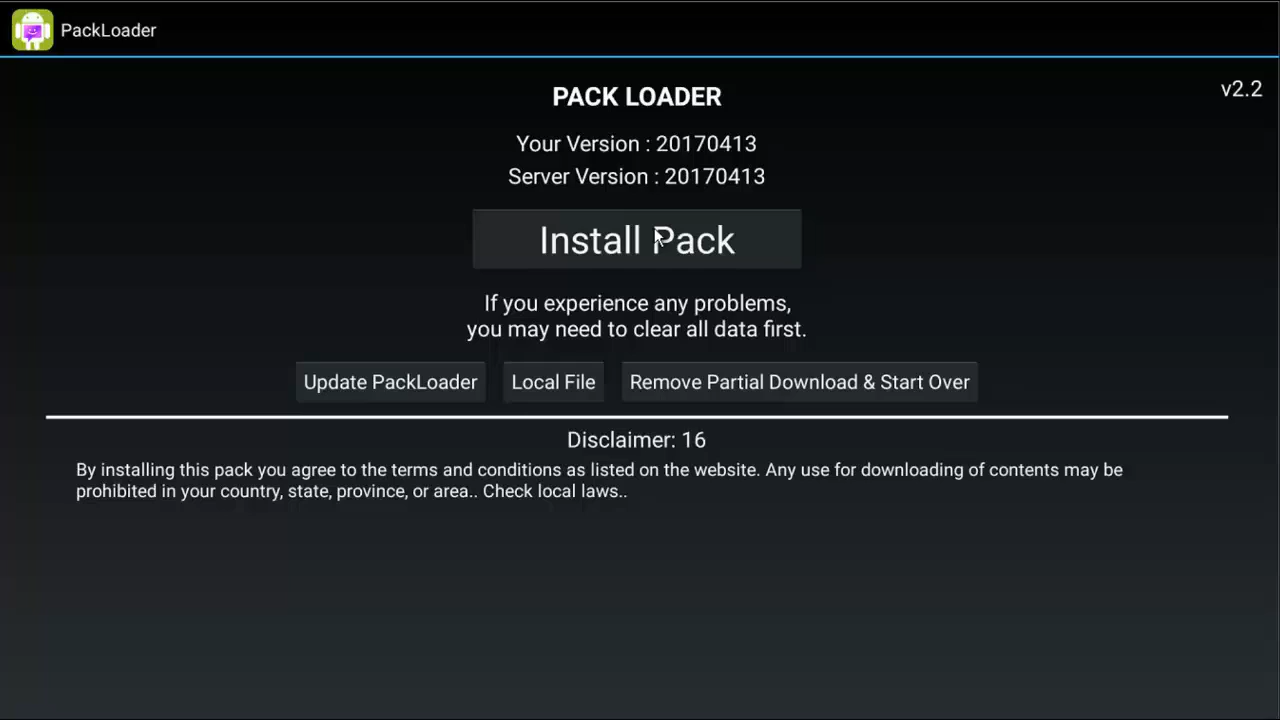 PackLoader
v2.2
PACK LOADER
Your Version : 20170413
Server Version : 20170413
Install Pack
If you experience any problems,
you may need to clear all data first.
Update PackLoader
Local File
Remove Partial Download & Start Over
Disclaimer: 16
By installing this pack you agree to the terms and conditions as listed on the website. Any use for downloading of contents may be
prohibited in your country, state, province, or area.. Check local laws..